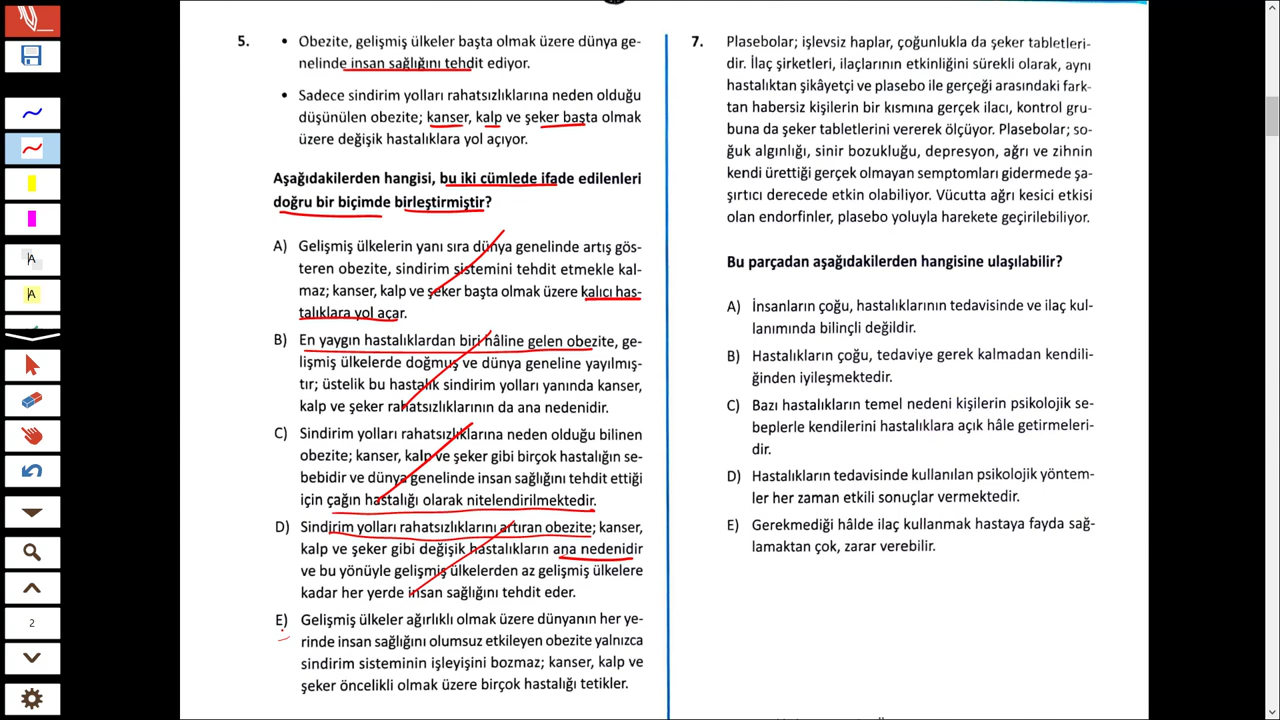 5.
• Obezite, gelişmiş ülkeler başta olmak üzere dünya ge-
nelinde insan sağlığını tehdit ediyor.
• Sadece sindirim yolları rahatsızlıklarına neden olduğu
düşünülen obezite; kanser, kalp ve şeker başta olmak
üzere değişik hastalıklara yol açıyor.
Aşağıdakilerden hangisi, bu iki cümlede ifade edilenleri
doğru bir biçimde birleştirmiştir?
A) Gelişmiş ülkelerin yanı sıra dünya genelinde artış gös-
teren obezite, sindirim sistemini tehdit etmekle kal-
maz; kanser, kalp ve şeker başta olmak üzere kalıcı has-
talıklara yol açar.
B) En yaygın hastalıklardan biri hâline gelen obezite, ge-
lişmiş ülkelerde doğmuş ve dünya geneline yayılmış-
tır; üstelik bu hastalık sindirim yolları yanında kanser,
kalp ve şeker rahatsızlıklarının da ana nedenidir.
C) Sindirim yolları rahatsızlıklarına neden olduğu bilinen
obezite; kanser, kalp ve şeker gibi birçok hastalığın se-
bebidir ve dünya genelinde insan sağlığını tehdit ettiği
için çağın hastalığı olarak nitelendirilmektedir.
D) Sindirim yolları rahatsızlıklarını artıran obezite; kanser,
kalp ve şeker gibi değişik hastalıkların ana nedenidir
ve bu yönüyle gelişmiş ülkelerden az gelişmiş ülkelere
kadar her yerde insan sağlığını tehdit eder.
E) Gelişmiş ülkeler ağırlıklı olmak üzere dünyanın her ye-
rinde insan sağlığını olumsuz etkileyen obezite yalnızca
sindirim sisteminin işleyişini bozmaz; kanser, kalp ve
şeker öncelikli olmak üzere birçok hastalığı tetikler.
7.
Plasebolar; işlevsiz haplar, çoğunlukla da şeker tabletleri-
dir. İlaç şirketleri, ilaçlarının etkinliğini sürekli olarak, aynı
hastalıktan şikâyetçi ve plasebo ile gerçeği arasındaki fark-
tan habersiz kişilerin bir kısmına gerçek ilacı, kontrol gru-
buna da şeker tabletlerini vererek ölçüyor. Plasebolar; so-
ğuk algınlığı, sinir bozukluğu, depresyon, ağrı ve zihnin
kendi ürettiği gerçek olmayan semptomları gidermede şa-
şırtıcı derecede etkin olabiliyor. Vücutta ağrı kesici etkisi
olan endorfinler, plasebo yoluyla harekete geçirilebiliyor.
Bu parçadan aşağıdakilerden hangisine ulaşılabilir?
A) İnsanların çoğu, hastalıklarının tedavisinde ve ilaç kul-
lanımında bilinçli değildir.
B) Hastalıkların çoğu, tedaviye gerek kalmadan kendili-
ğinden iyileşmektedir.
C) Bazı hastalıkların temel nedeni kişilerin psikolojik se-
beplerle kendilerini hastalıklara açık hâle getirmeleri-
dir.
D) Hastalıkların tedavisinde kullanılan psikolojik yöntem-
ler her zaman etkili sonuçlar vermektedir.
E) Gerekmediği hâlde ilaç kullanmak hastaya fayda sağ-
lamaktan çok, zarar verebilir.
A
A
2